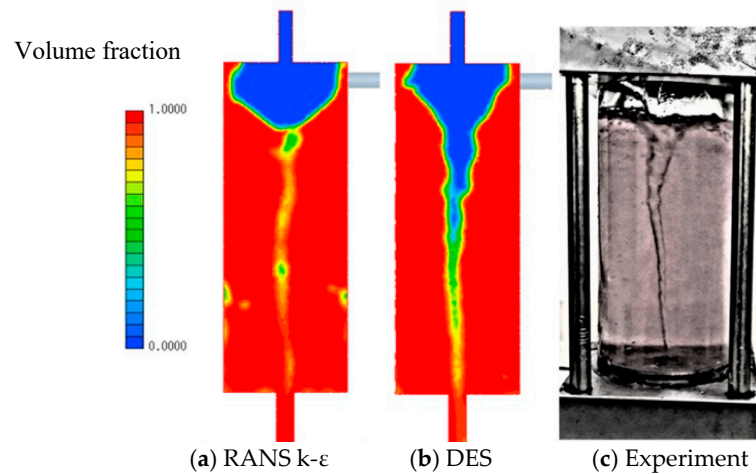 Volume fraction
1.0000
0.0000
(a) RANS k-ε
(b) DES
(c) Experiment